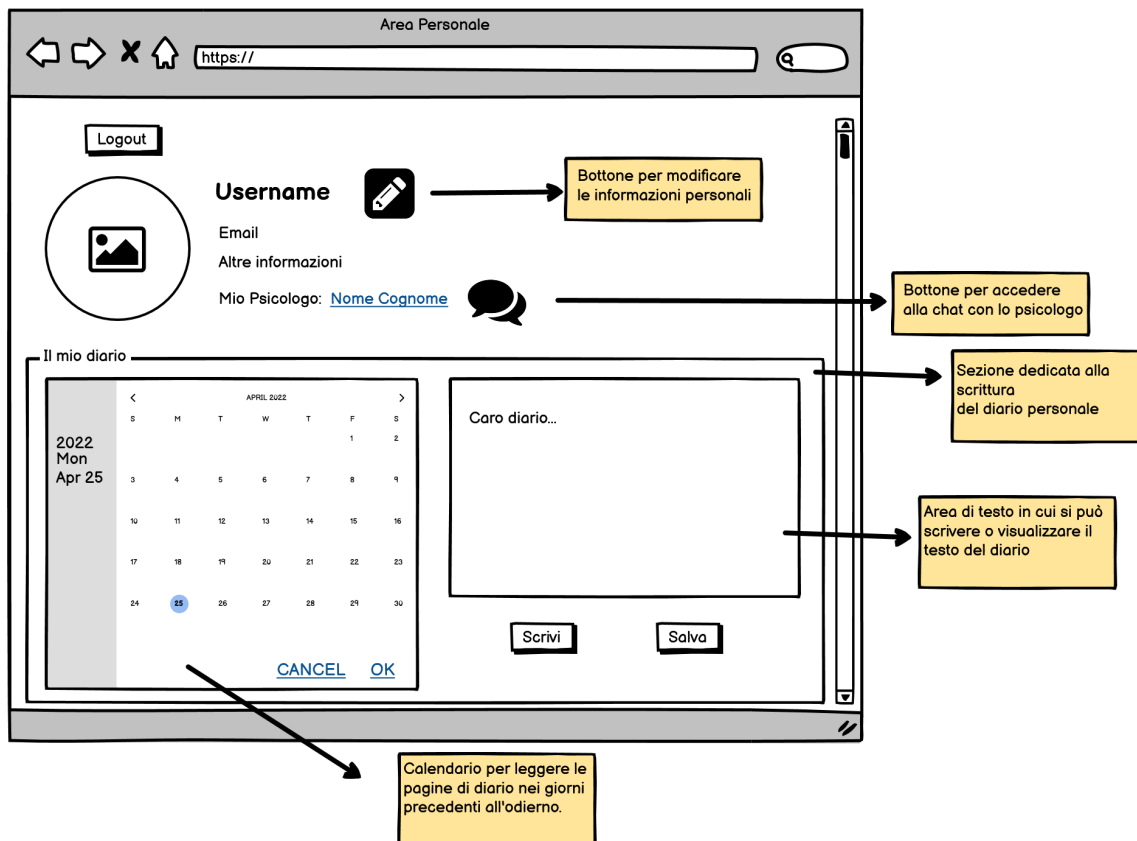 Area Personale
https://
Logout
Username
Bottone per modificare
le informazioni personali
Email
Altre informazioni
Mio Psicologo: Nome Cognome
Bottone per accedere
alla chat con lo psicologo
Il mio diario
Sezione dedicata alla
scrittura
del diario personale
2022
Mon
Apr 25
APRIL 2022
S M T W T F S
1 2
3 4 5 6 7 8 9
10 11 12 13 14 15 16
17 18 19 20 21 22 23
24 25 26 27 28 29 30
CANCEL OK
Caro diario...
Area di testo in cui si può
scrivere o visualizzare il
testo del diario
Scrivi Salva
Calendario per leggere le
pagine di diario nei giorni
precedenti all'odierno.